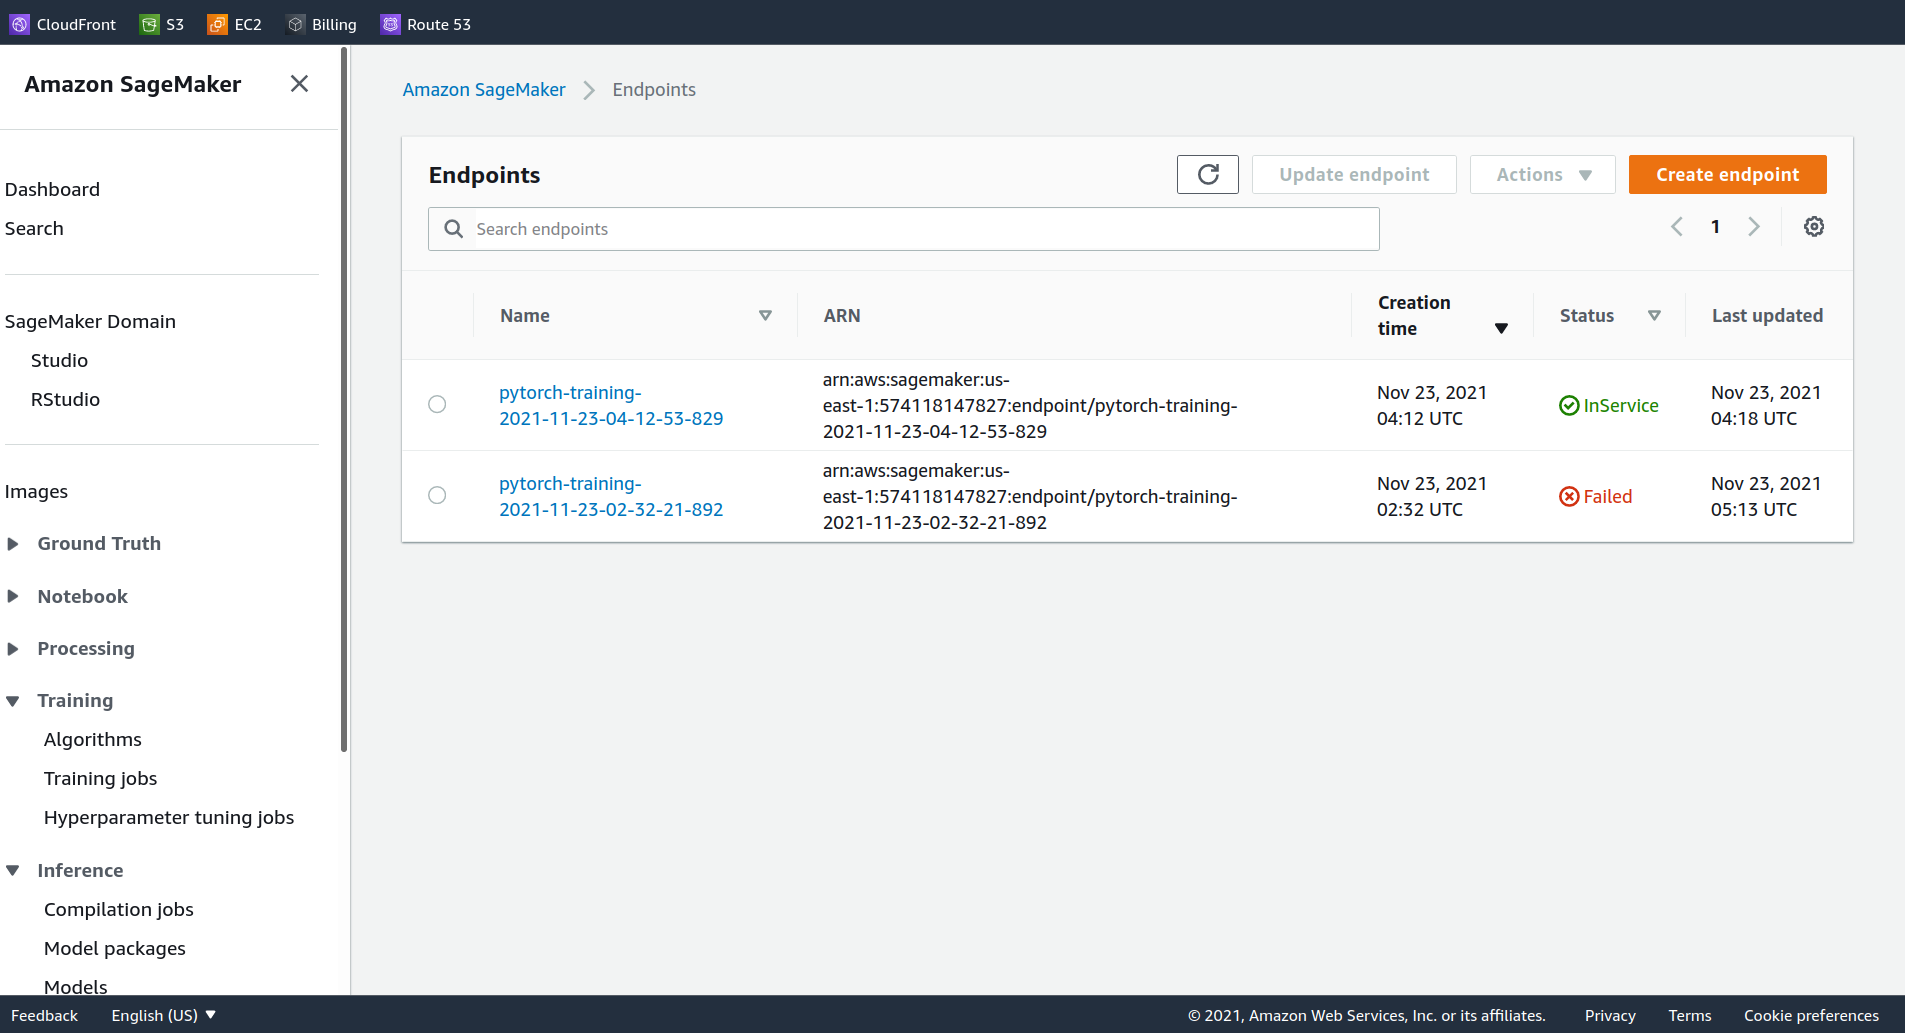 CloudFront S3 EC2 Billing Route 53
Amazon SageMaker
Dashboard
Search
SageMaker Domain
Studio
RStudio
Images
Ground Truth
Notebook
Processing
Training
Algorithms
Training jobs
Hyperparameter tuning jobs
Inference
Compilation jobs
Model packages
Models
Amazon SageMaker Endpoints
Endpoints
Update endpoint Actions Create endpoint
Search endpoints
1
Name ARN Creation time Status Last updated
pytorch-training-
2021-11-23-04-12-53-829
arn:aws:sagemaker:us-
east-1:574118147827:endpoint/pytorch-training-
2021-11-23-04-12-53-829
Nov 23, 2021
04:12 UTC
InService
Nov 23, 2021
04:18 UTC
pytorch-training-
2021-11-23-02-32-21-892
arn:aws:sagemaker:us-
east-1:574118147827:endpoint/pytorch-training-
2021-11-23-02-32-21-892
Nov 23, 2021
02:32 UTC
Failed
Nov 23, 2021
05:13 UTC
Feedback English (US) © 2021, Amazon Web Services, Inc. or its affiliates. Privacy Terms Cookie preferences